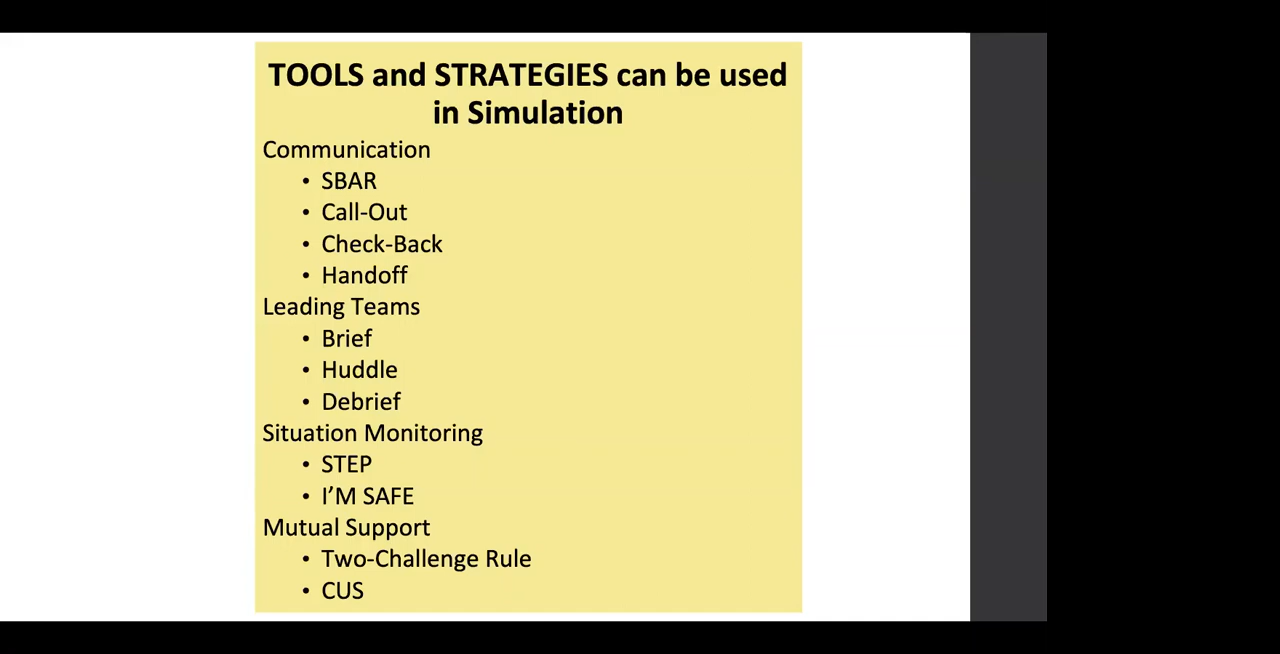 TOOLS and STRATEGIES can be used
in Simulation
Communication
• SBAR
• Call-Out
• Check-Back
• Handoff
Leading Teams
• Brief
• Huddle
• Debrief
Situation Monitoring
• STEP
• I’M SAFE
Mutual Support
• Two-Challenge Rule
• CUS